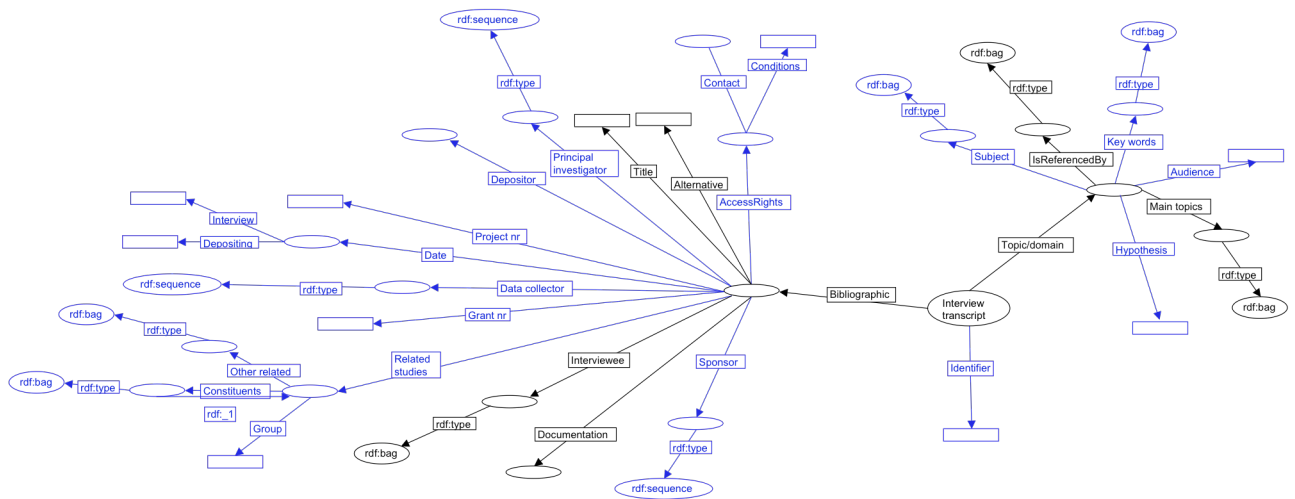 rdf:sequence
rdf:bag
rdf:bag
Conditions
Contact
rdf:type
rdf:type
rdf:type
rdf:bag
rdf:type
Key words
IsReferencedBy
Subject
Audience
Principal
investigator
Title
Depositor
Alternative
AccessRights
Main topics
Interview
Depositing
Project nr
Date
Topic/domain
Hypothesis
rdf:type
rdf:sequence
rdf:type
Data collector
Bibliographic
Interview
transcript
rdf:bag
Grant nr
rdf:bag
rdf:type
Other related
Related
studies
Interviewee
Sponsor
Identifier
rdf:bag
rdf:type
Constituents
rdf:_1
Group
rdf:type
Documentation
rdf:type
rdf:bag
rdf:sequence